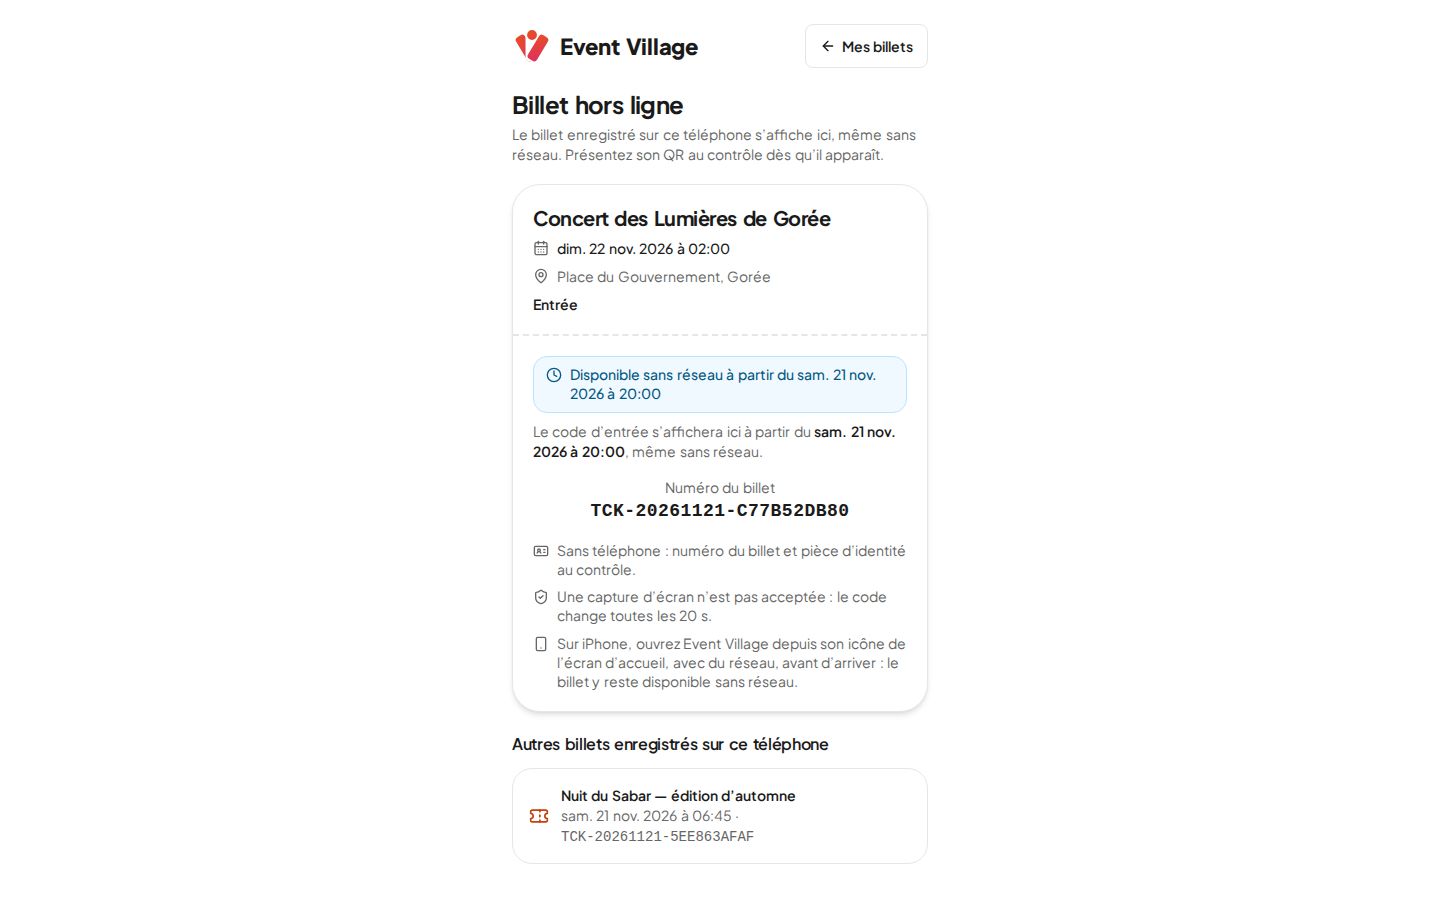 Event Village
Mes billets
Billet hors ligne
Le billet enregistré sur ce téléphone s’affiche ici, même sans
réseau. Présentez son QR au contrôle dès qu’il apparaît.
Concert des Lumières de Gorée
dim. 22 nov. 2026 à 02:00
Place du Gouvernement, Gorée
Entrée
Disponible sans réseau à partir du sam. 21 nov.
2026 à 20:00
Le code d’entrée s’affichera ici à partir du sam. 21 nov.
2026 à 20:00, même sans réseau.
Numéro du billet
TCK-20261121-C77B52DB80
Sans téléphone : numéro du billet et pièce d’identité
au contrôle.
Une capture d’écran n’est pas acceptée : le code
change toutes les 20 s.
Sur iPhone, ouvrez Event Village depuis son icône de
l’écran d’accueil, avec du réseau, avant d’arriver : le
billet y reste disponible sans réseau.
Autres billets enregistrés sur ce téléphone
Nuit du Sabar — édition d’automne
sam. 21 nov. 2026 à 06:45 ·
TCK-20261121-5EE863AFAF